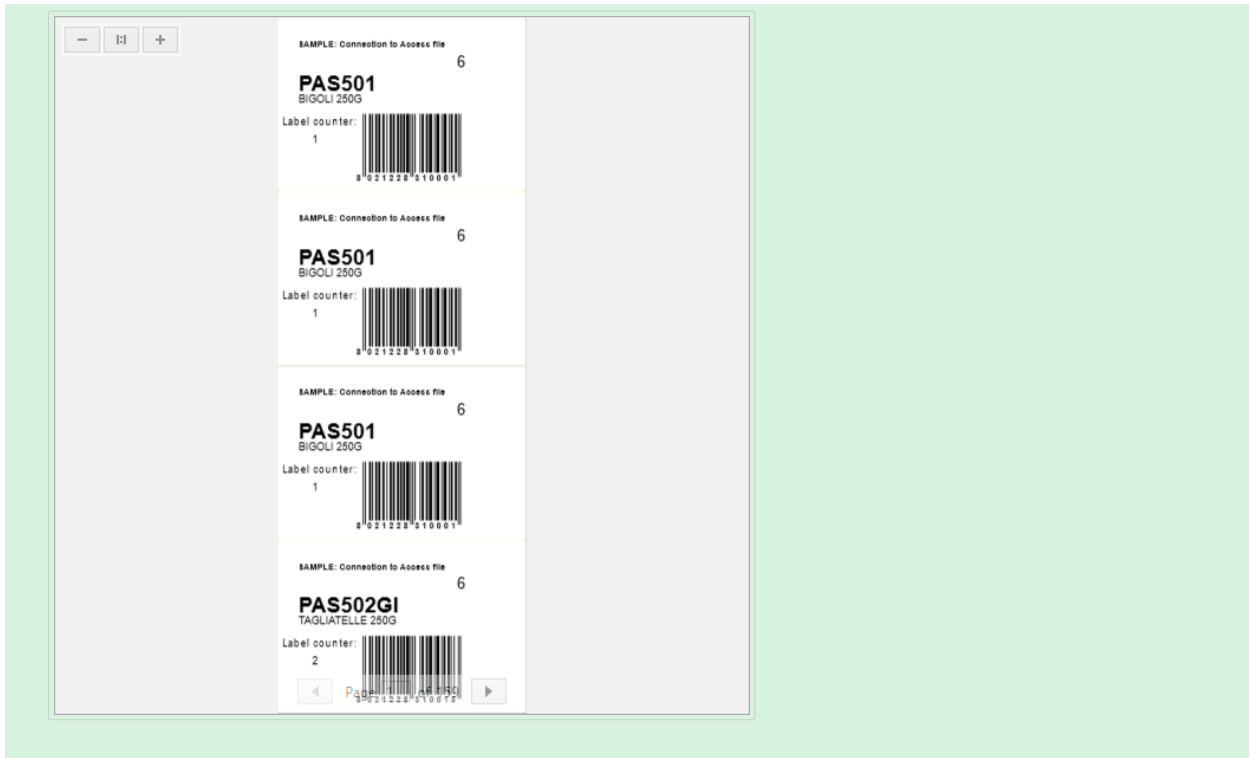 SAMPLE: Connection to Access file
6
PAS501
BIGOLI 250G
Label counter:
1
8 021228 310001
SAMPLE: Connection to Access file
6
PAS501
BIGOLI 250G
Label counter:
1
8 021228 310001
SAMPLE: Connection to Access file
6
PAS501
BIGOLI 250G
Label counter:
1
8 021228 310001
SAMPLE: Connection to Access file
6
PAS502GI
TAGLIATELLE 250G
Label counter:
2
Page 1 of 159